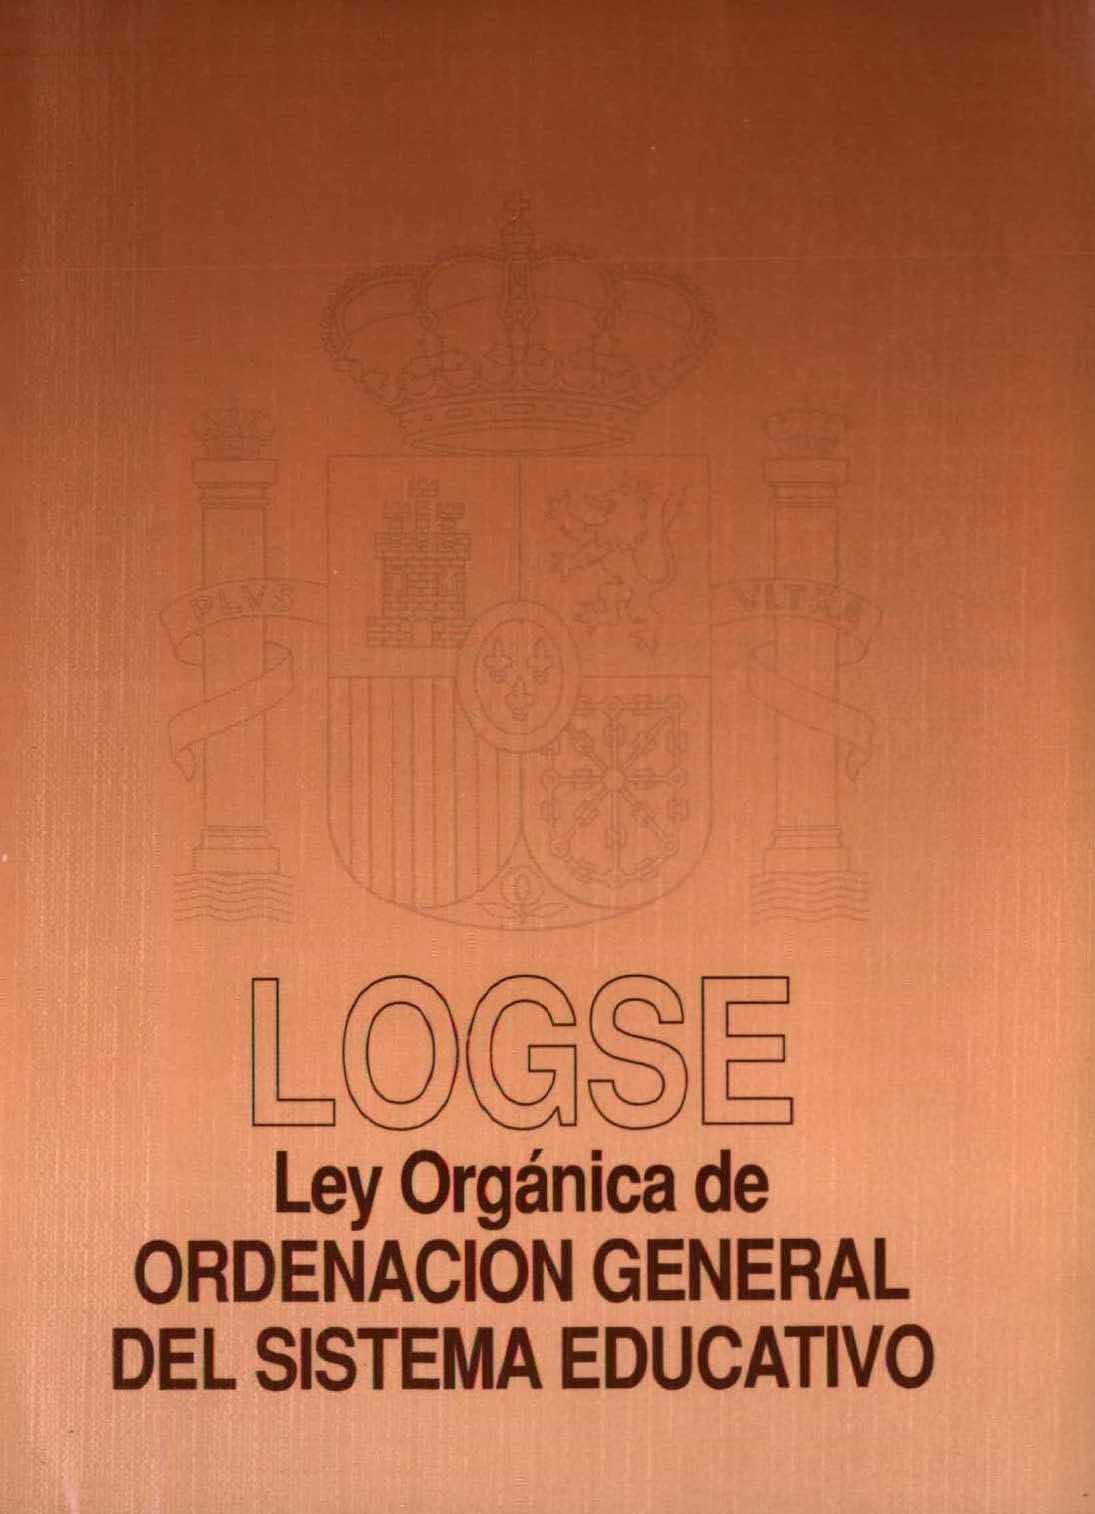 PLVS
VLTRA
LOGSE
Ley Orgánica de
ORDENACION GENERAL
DEL SISTEMA EDUCATIVO